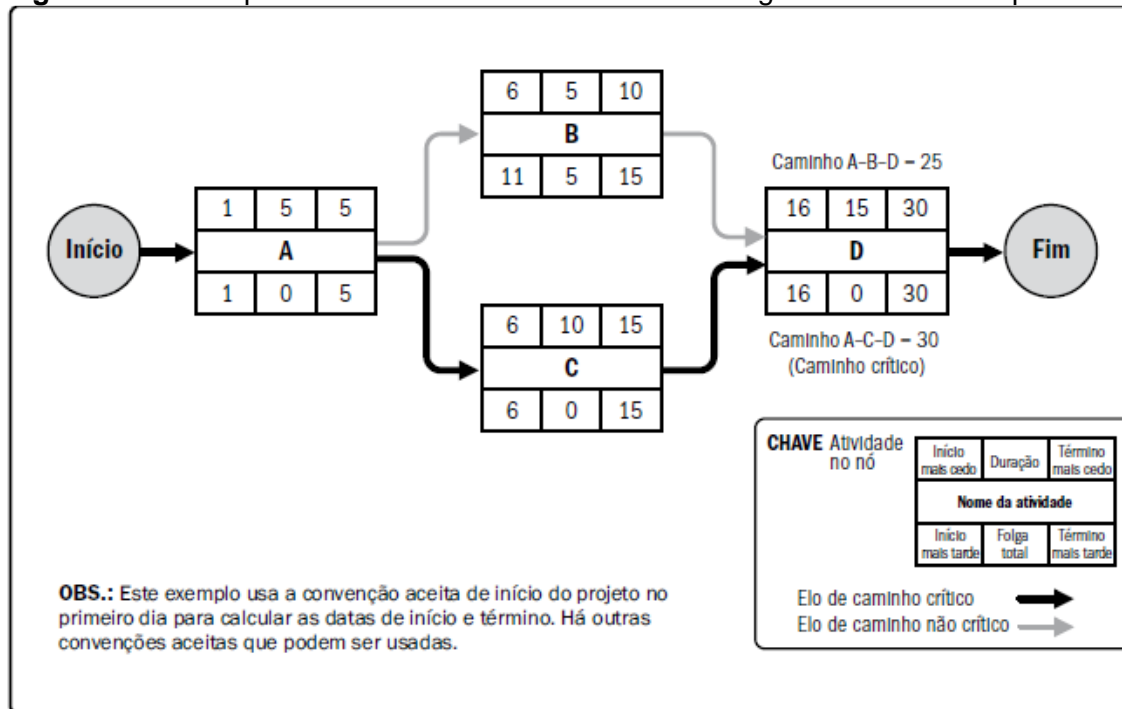 6 5 10
B
11 5 15
Caminho A-B-D = 25
1 5 5
A
1 0 5
Início
16 15 30
D
16 0 30
Fim
6 10 15
C
6 0 15
Caminho A-C-D = 30
(Caminho crítico)
CHAVE Atividade
no nó
Início
mais cedo
Duração
Término
mais cedo
Nome da atividade
Início
mais tarde
Folga
total
Término
mais tarde
Elo de caminho crítico
Elo de caminho não crítico
OBS.: Este exemplo usa a convenção aceita de início do projeto no
primeiro dia para calcular as datas de início e término. Há outras
convenções aceitas que podem ser usadas.